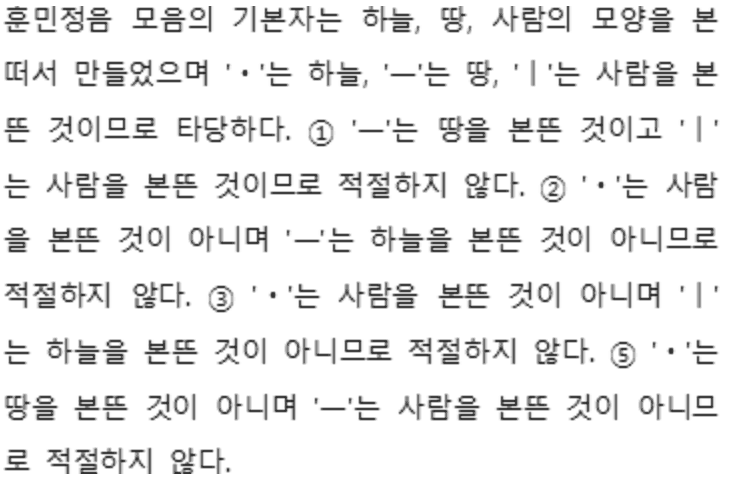 훈민정음 모음의 기본자는 하늘, 땅, 사람의 모양을 본
떠서 만들었으며 '·'는 하늘, 'ㅡ'는 땅, 'ㅣ'는 사람을 본
뜬 것이므로 타당하다. ① 'ㅡ'는 땅을 본뜬 것이고 'ㅣ'
는 사람을 본뜬 것이므로 적절하지 않다. ② '·'는 사람
을 본뜬 것이 아니며 'ㅡ'는 하늘을 본뜬 것이 아니므로
적절하지 않다. ③ '·'는 사람을 본뜬 것이 아니며 'ㅣ'
는 하늘을 본뜬 것이 아니므로 적절하지 않다. ⑤ '·'는
땅을 본뜬 것이 아니며 'ㅡ'는 사람을 본뜬 것이 아니므
로 적절하지 않다.